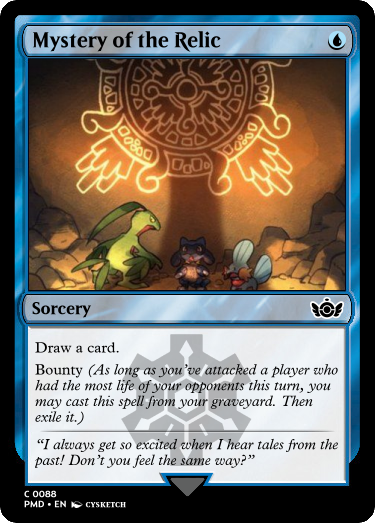 Mystery of the Relic
Sorcery
Draw a card.
Bounty (As long as you’ve attacked a player who
had the most life of your opponents this turn, you
may cast this spell from your graveyard. Then
exile it.)
“I always get so excited when I hear tales from the
past! Don’t you feel the same way?”
C 0088
PMD • EN CYSKETCH